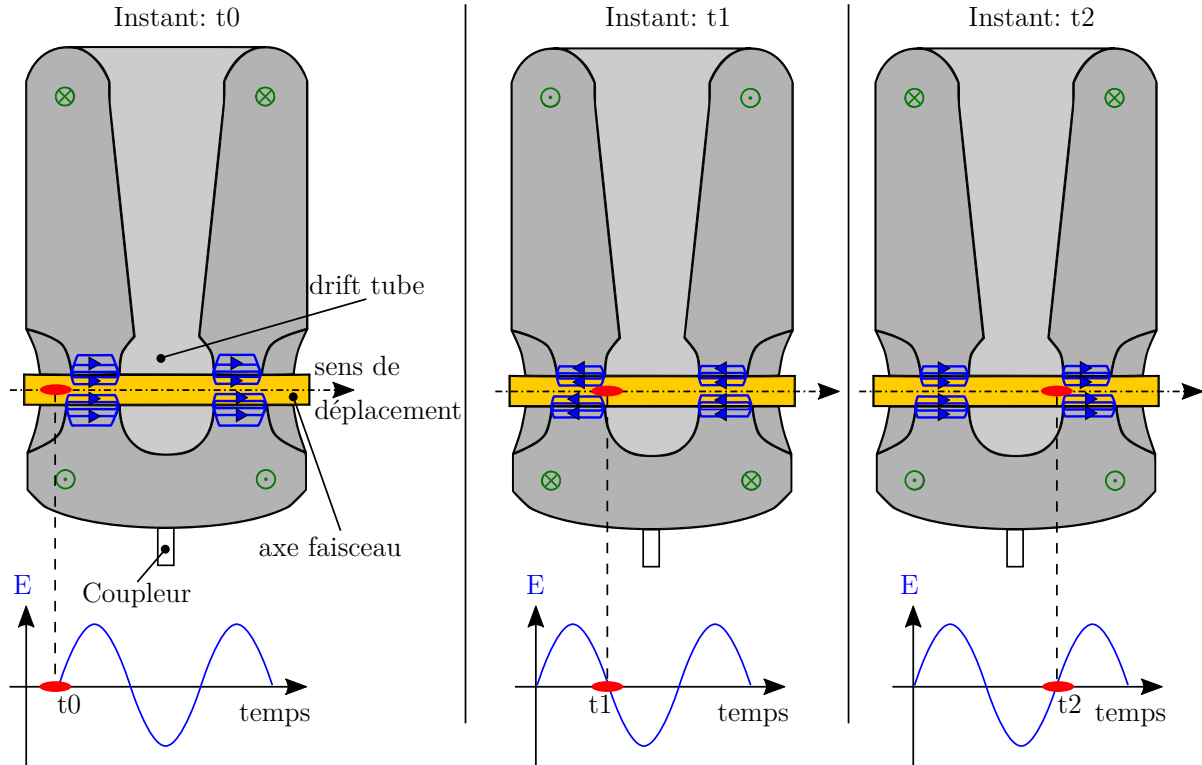 Instant: t0
Instant: t1
Instant: t2
drift tube
sens de
déplacement
axe faisceau
Coupleur
E
t0
temps
E
t1
temps
E
t2
temps